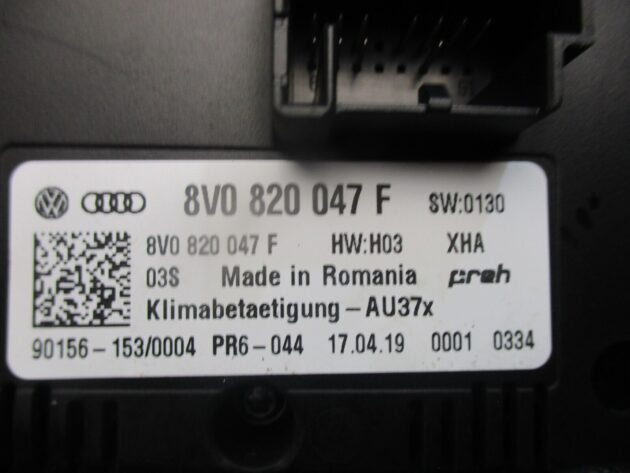 8V0 820 047 F SW:0130
8V0 820 047 F HW:H03 XHA
03S Made in Romania preh
Klimabetaetigung-AU37x
90156-153/0004 PR6-044 17.04.19 0001 0334